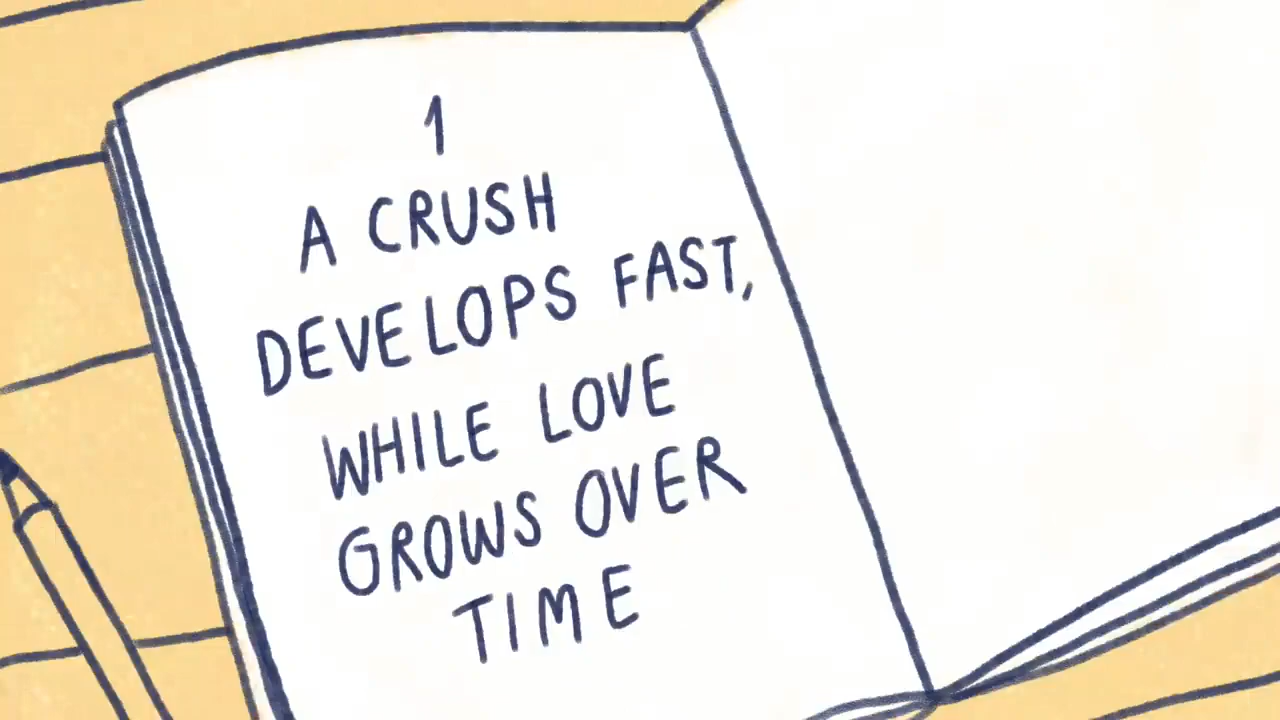 1
A CRUSH
DEVELOPS FAST,
WHILE LOVE
GROWS OVER
TIME